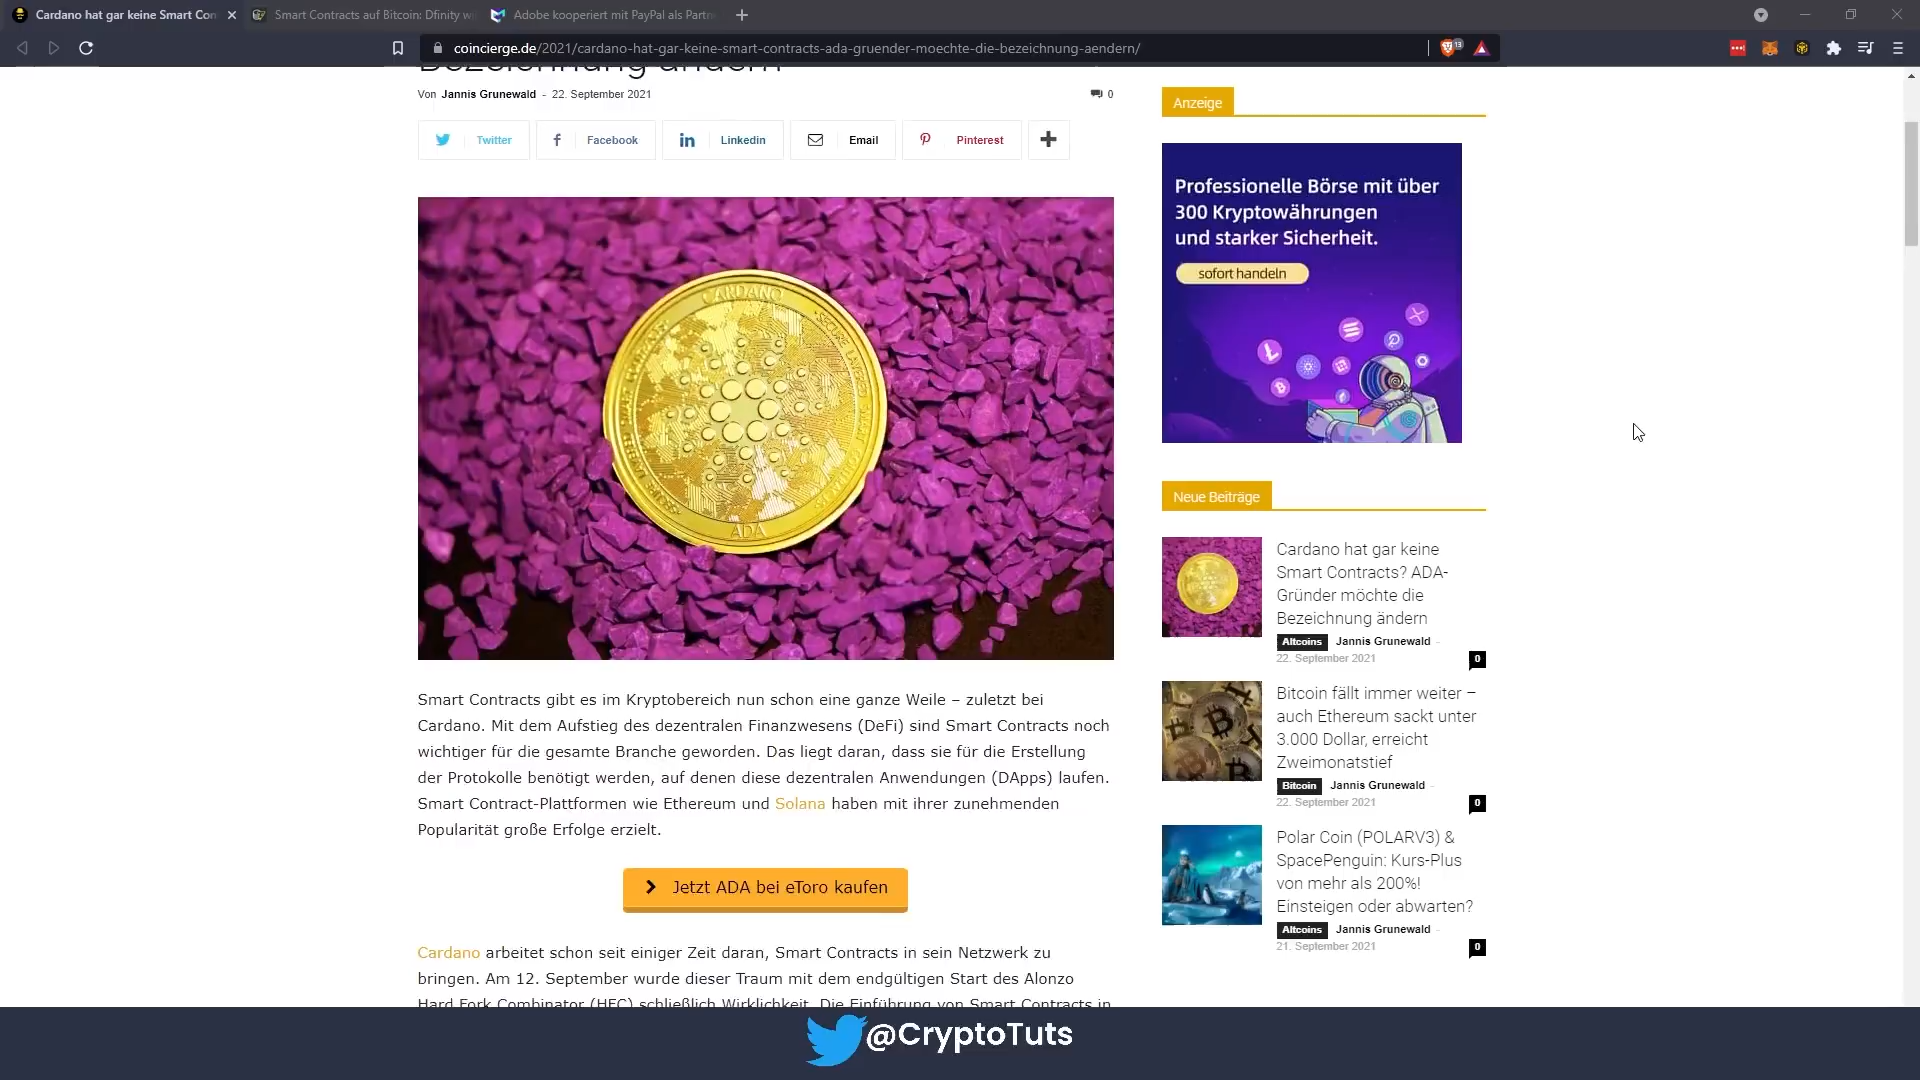 Cardano hat gar keine Smart Con
Smart Contracts auf Bitcoin: Dfinity wi
Adobe kooperiert mit PayPal als Partne
coincierge.de/2021/cardano-hat-gar-keine-smart-contracts-ada-gruender-moechte-die-bezeichnung-aendern/
13
Bezeichnung ändern
Von Jannis Grunewald - 22. September 2021
0
Twitter
Facebook
Linkedin
Email
Pinterest
CARDANO
ADA
Smart Contracts gibt es im Kryptobereich nun schon eine ganze Weile – zuletzt bei
Cardano. Mit dem Aufstieg des dezentralen Finanzwesens (DeFi) sind Smart Contracts noch
wichtiger für die gesamte Branche geworden. Das liegt daran, dass sie für die Erstellung
der Protokolle benötigt werden, auf denen diese dezentralen Anwendungen (DApps) laufen.
Smart Contract-Plattformen wie Ethereum und Solana haben mit ihrer zunehmenden
Popularität große Erfolge erzielt.
Jetzt ADA bei eToro kaufen
Cardano arbeitet schon seit einiger Zeit daran, Smart Contracts in sein Netzwerk zu
bringen. Am 12. September wurde dieser Traum mit dem endgültigen Start des Alonzo
Hard Fork Combinator (HFC) schließlich Wirklichkeit. Die Einführung von Smart Contracts in
Anzeige
Professionelle Börse mit über
300 Kryptowährungen
und starker Sicherheit.
sofort handeln
Neue Beiträge
Cardano hat gar keine
Smart Contracts? ADA-
Gründer möchte die
Bezeichnung ändern
Altcoins Jannis Grunewald -
22. September 2021
0
Bitcoin fällt immer weiter –
auch Ethereum sackt unter
3.000 Dollar, erreicht
Zweimonatstief
Bitcoin Jannis Grunewald -
22. September 2021
0
Polar Coin (POLARV3) &
SpacePenguin: Kurs-Plus
von mehr als 200%!
Einsteigen oder abwarten?
Altcoins Jannis Grunewald -
21. September 2021
0
@CryptoTuts